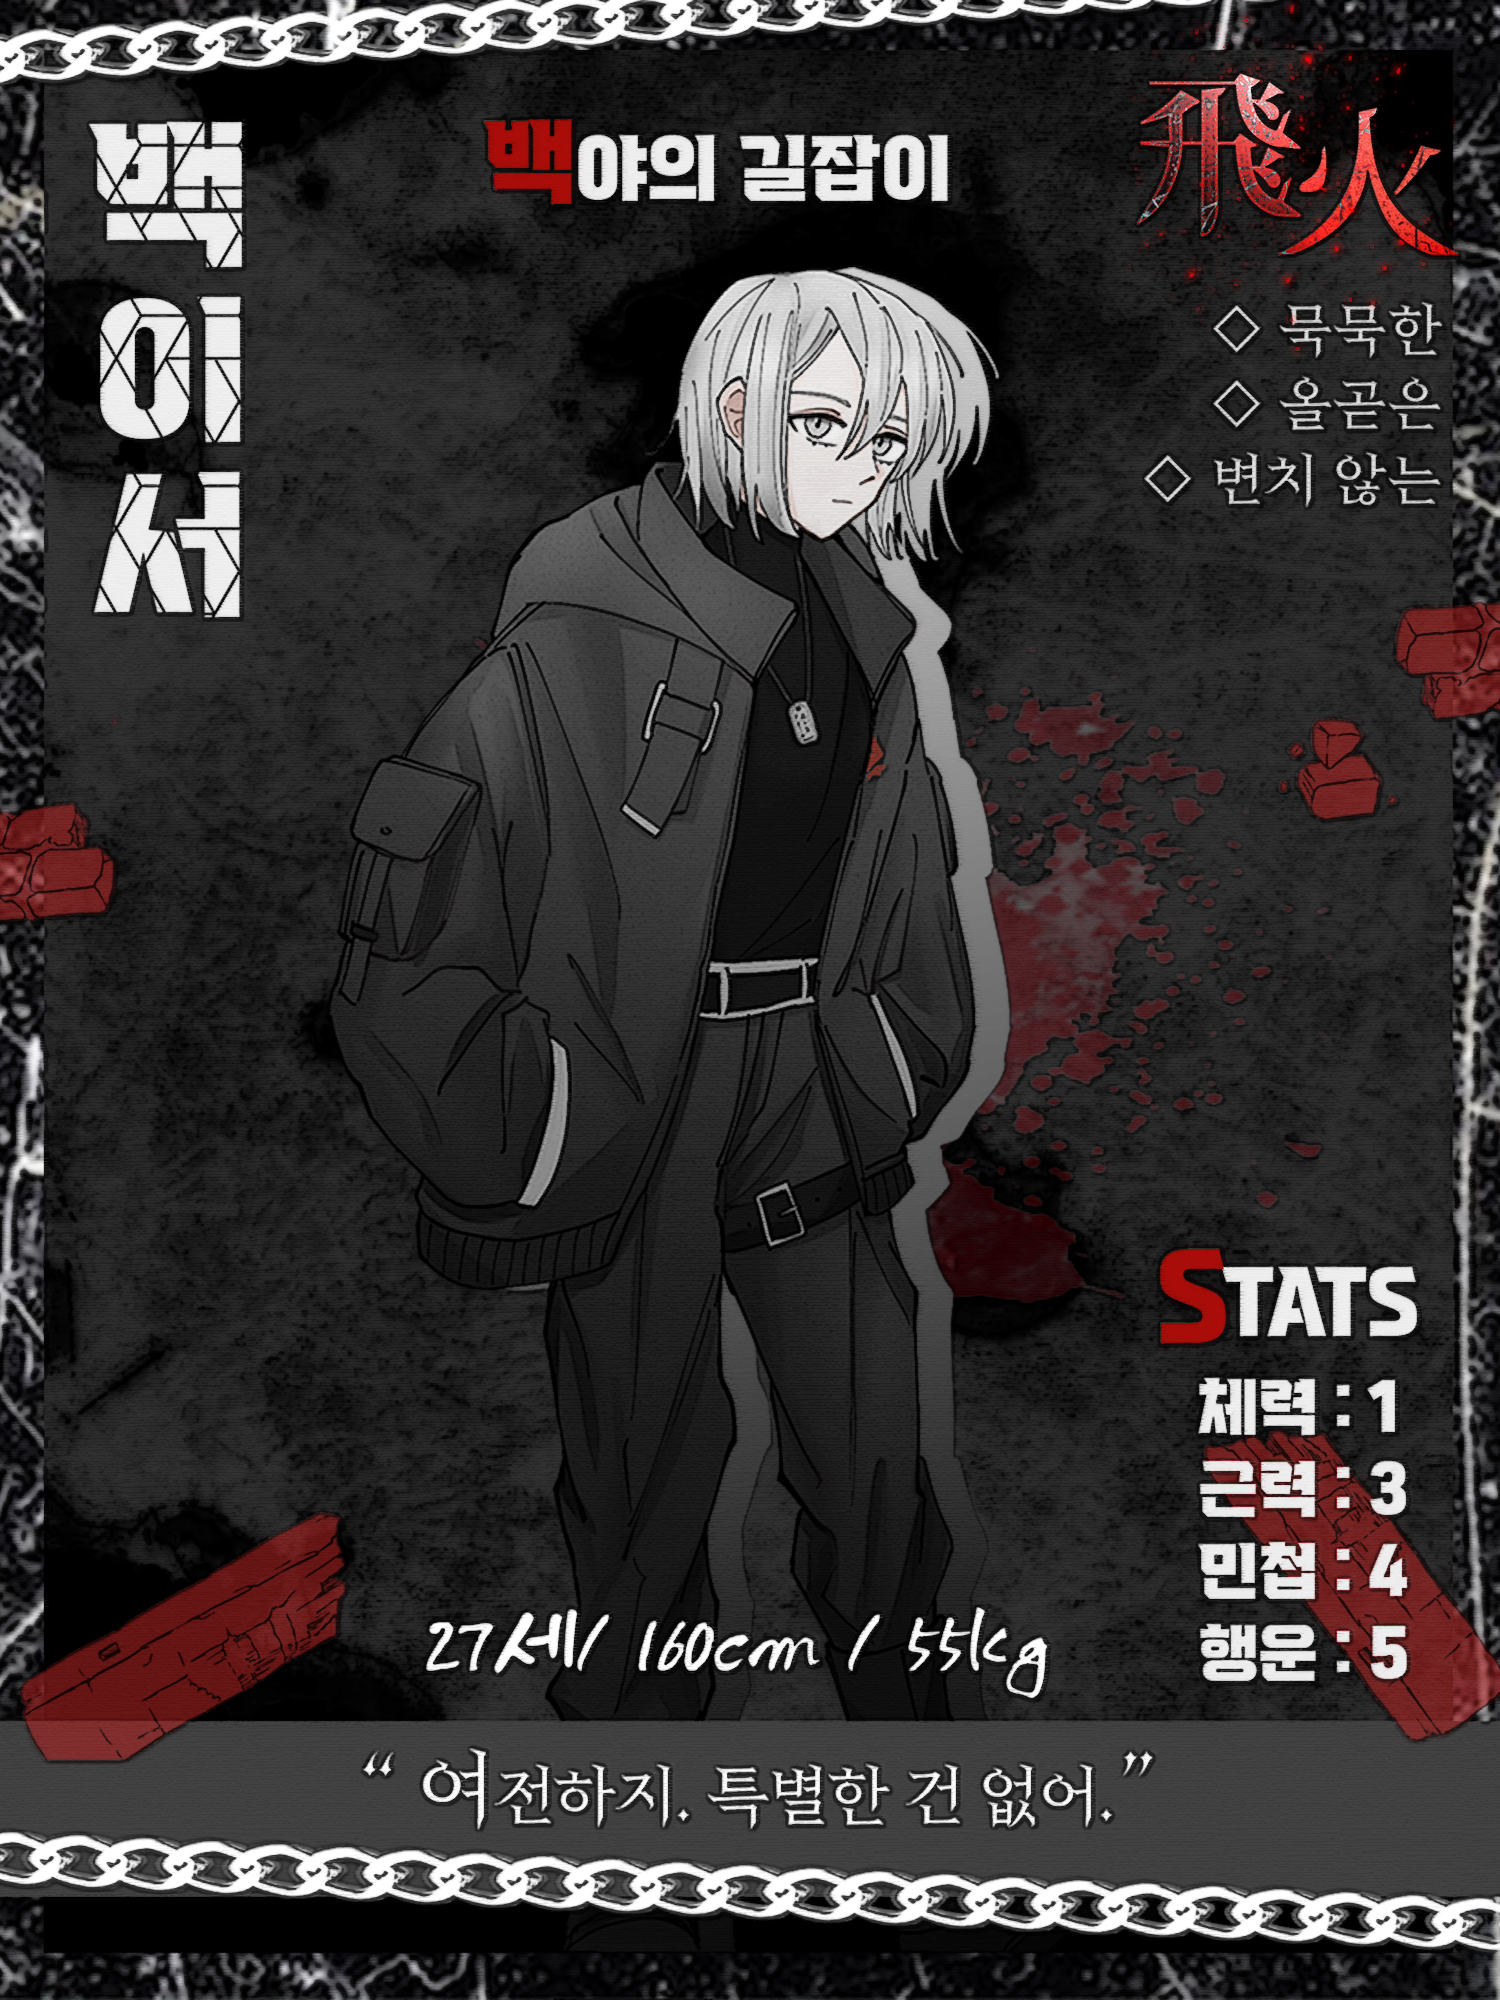 백이서
백야의 길잡이
飛火
◇ 묵묵한
◇ 올곧은
◇ 변치 않는
STATS
체력 : 1
근력 : 3
민첩 : 4
행운 : 5
27세/ 160cm / 55kg
“ 여전하지. 특별한 건 없어. ”